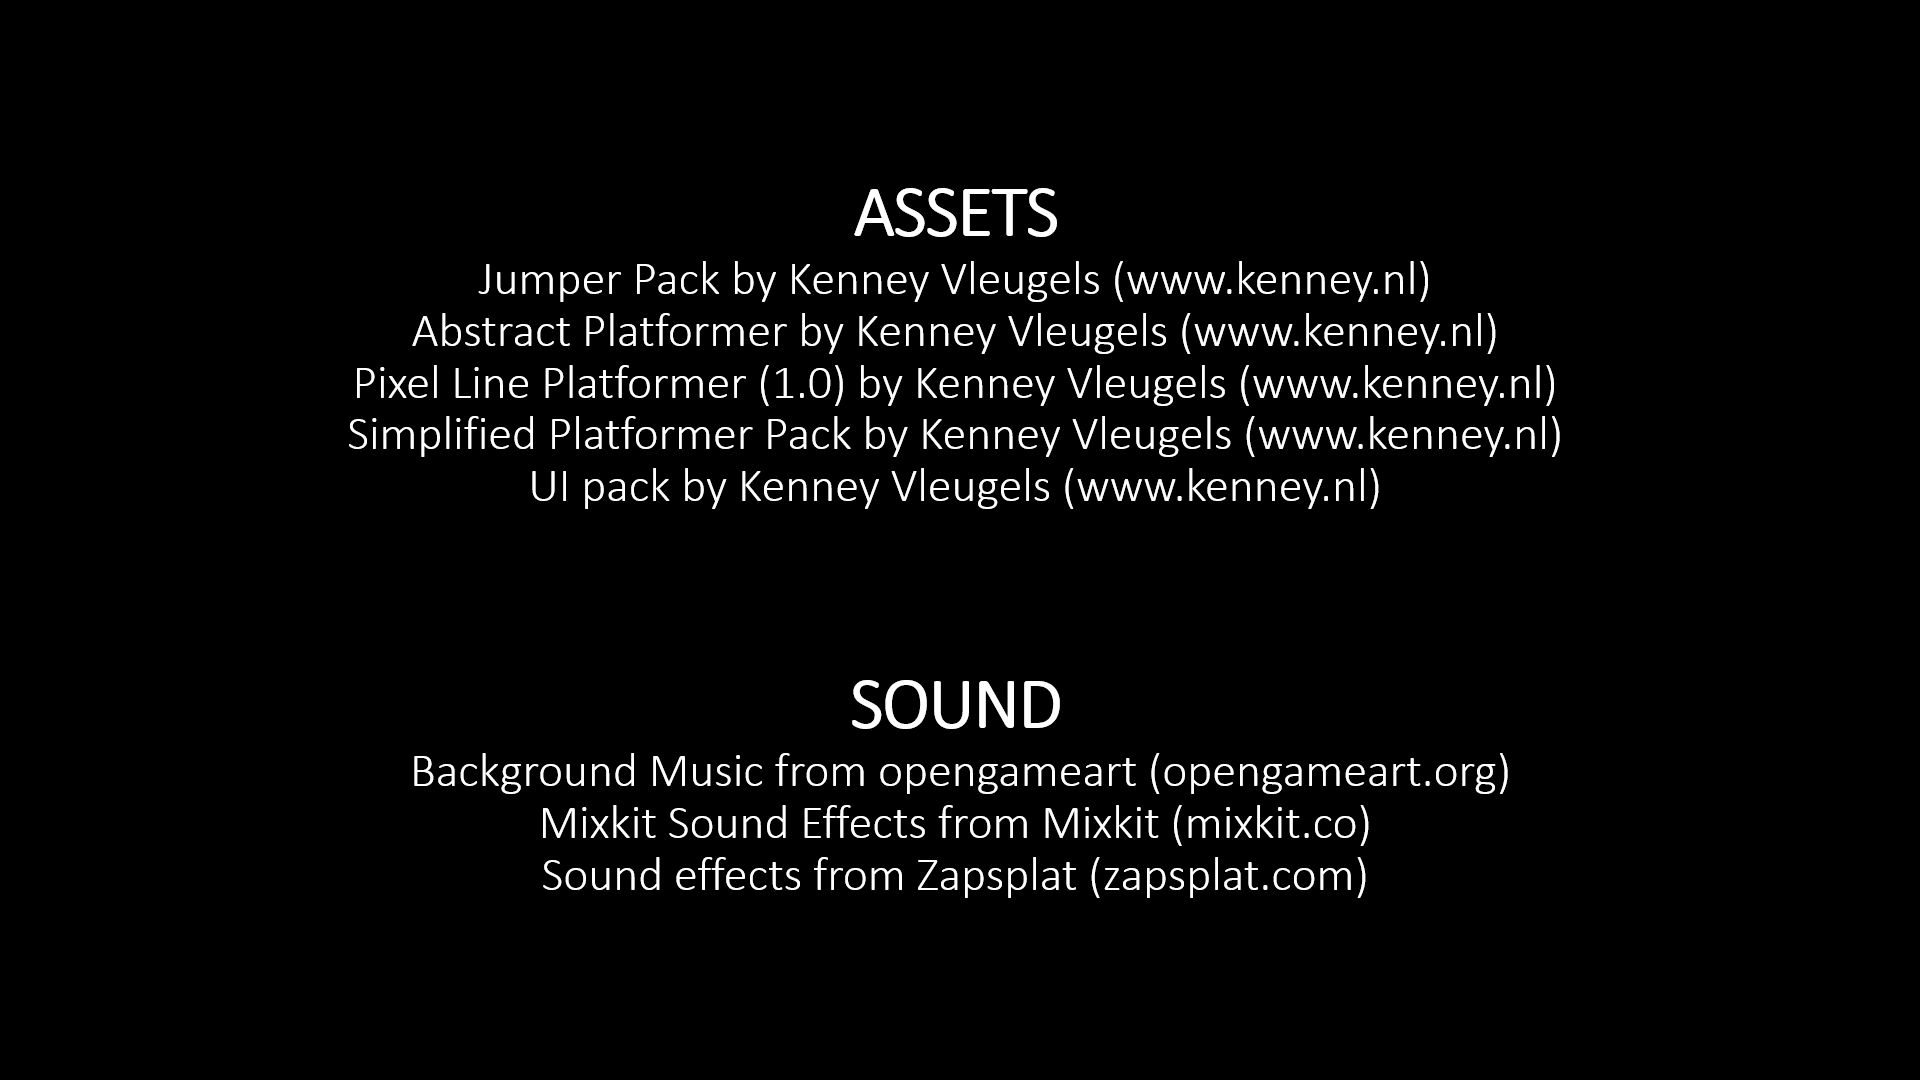 ASSETS
Jumper Pack by Kenney Vleugels (www.kenney.nl)
Abstract Platformer by Kenney Vleugels (www.kenney.nl)
Pixel Line Platformer (1.0) by Kenney Vleugels (www.kenney.nl)
Simplified Platformer Pack by Kenney Vleugels (www.kenney.nl)
UI pack by Kenney Vleugels (www.kenney.nl)
SOUND
Background Music from opengameart (opengameart.org)
Mixkit Sound Effects from Mixkit (mixkit.co)
Sound effects from Zapsplat (zapsplat.com)